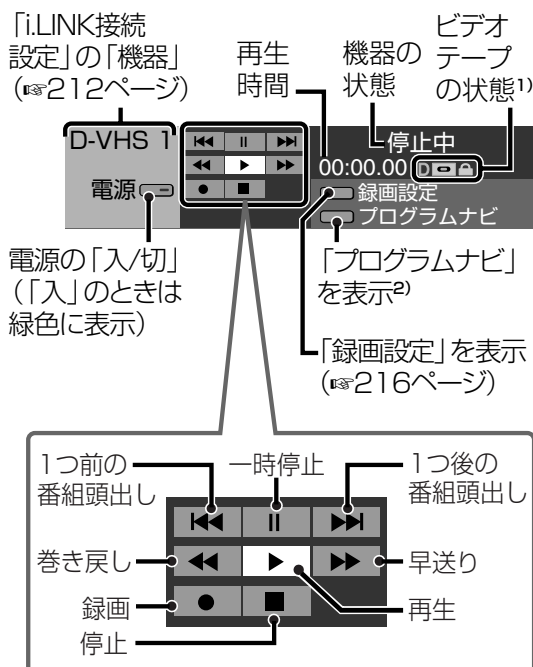 「i.LINK接続
設定」の「機器」
(☞212ページ)
再生
時間
機器の
状態
ビデオ
テープ
の状態1)
D-VHS 1
電源
停止中
00:00.00 D
録画設定
プログラムナビ
電源の「入/切」
(「入」のときは
緑色に表示)
「プログラムナビ」
を表示2)
「録画設定」を表示
(☞216ページ)
1つ前の
番組頭出し
一時停止
1つ後の
番組頭出し
巻き戻し
早送り
録画
再生
停止